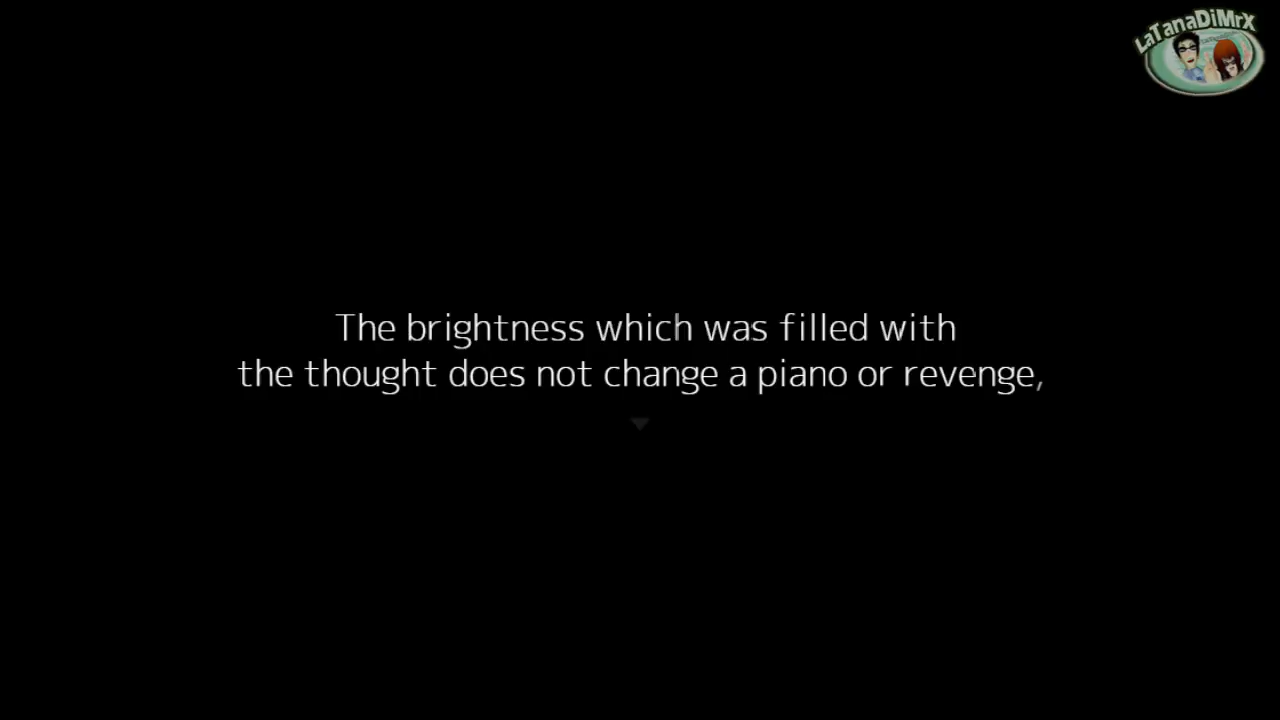 LaTanaDiMrX
The brightness which was filled with
the thought does not change a piano or revenge,